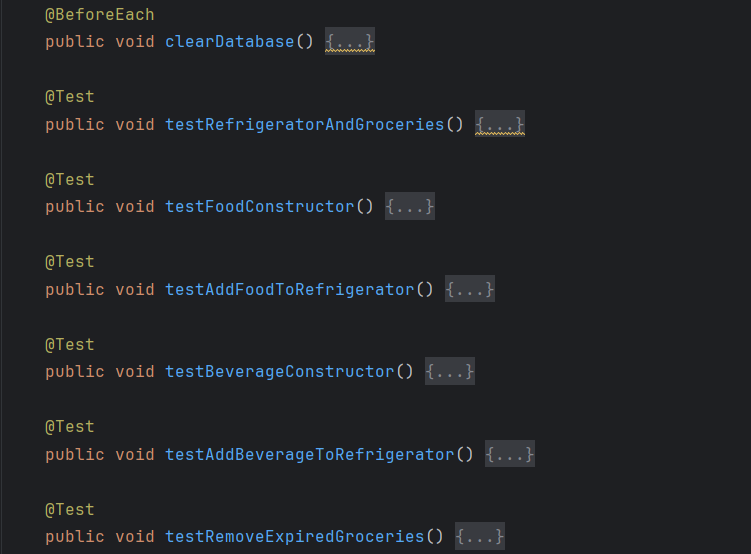 @BeforeEach
public void clearDatabase() {...}
@Test
public void testRefrigeratorAndGroceries() {...}
@Test
public void testFoodConstructor() {...}
@Test
public void testAddFoodToRefrigerator() {...}
@Test
public void testBeverageConstructor() {...}
@Test
public void testAddBeverageToRefrigerator() {...}
@Test
public void testRemoveExpiredGroceries() {...}